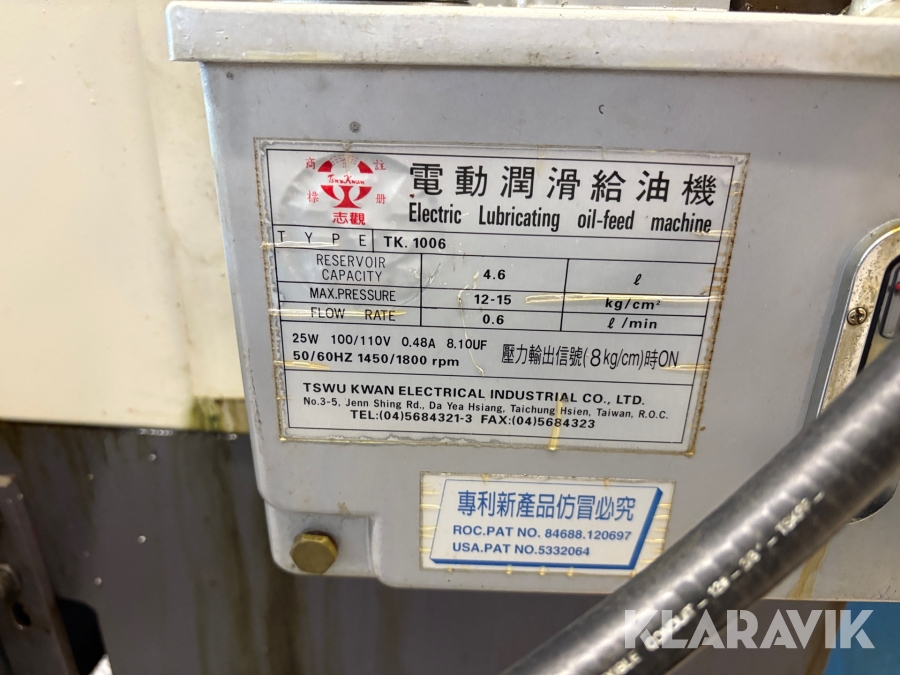 商 註
Tswu Kwan
標 册
志觀
電動潤滑給油機
Electric Lubricating oil-feed machine
TYPE TK. 1006
RESERVOIR CAPACITY 4.6 ℓ
MAX.PRESSURE 12-15 kg/cm²
FLOW RATE 0.6 ℓ/min
25W 100/110V 0.48A 8.10UF
50/60HZ 1450/1800 rpm
壓力輸出信號(8kg/cm)時ON
TSWU KWAN ELECTRICAL INDUSTRIAL CO., LTD.
No.3-5, Jenn Shing Rd., Da Yea Hsiang, Taichung Hsien, Taiwan, R.O.C.
TEL:(04)5684321-3 FAX:(04)5684323
專利新產品仿冒必究
ROC.PAT NO. 84688.120697
USA.PAT NO.5332064
KLARAVIK